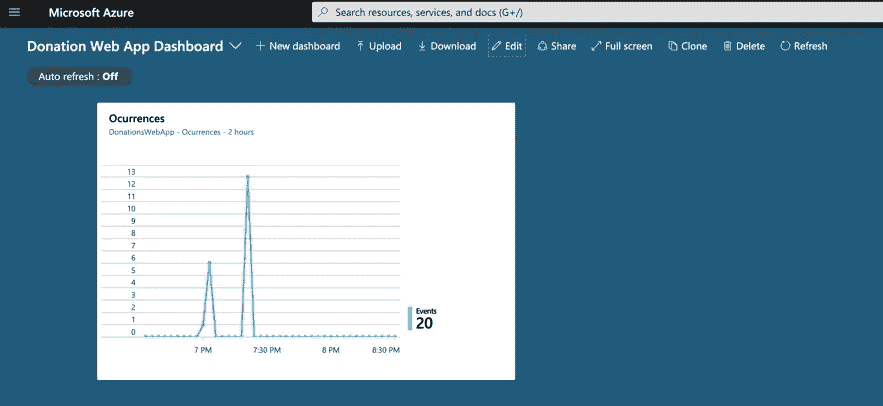 Microsoft Azure
Search resources, services, and docs (G+/)
Donation Web App Dashboard
New dashboard
Upload
Download
Edit
Share
Full screen
Clone
Delete
Refresh
Auto refresh : Off
Ocurrences
DonationsWebApp - Ocurrences - 2 hours
13
12
11
10
9
8
7
6
5
4
3
2
1
0
7 PM
7:30 PM
8 PM
8:30 PM
Events
20